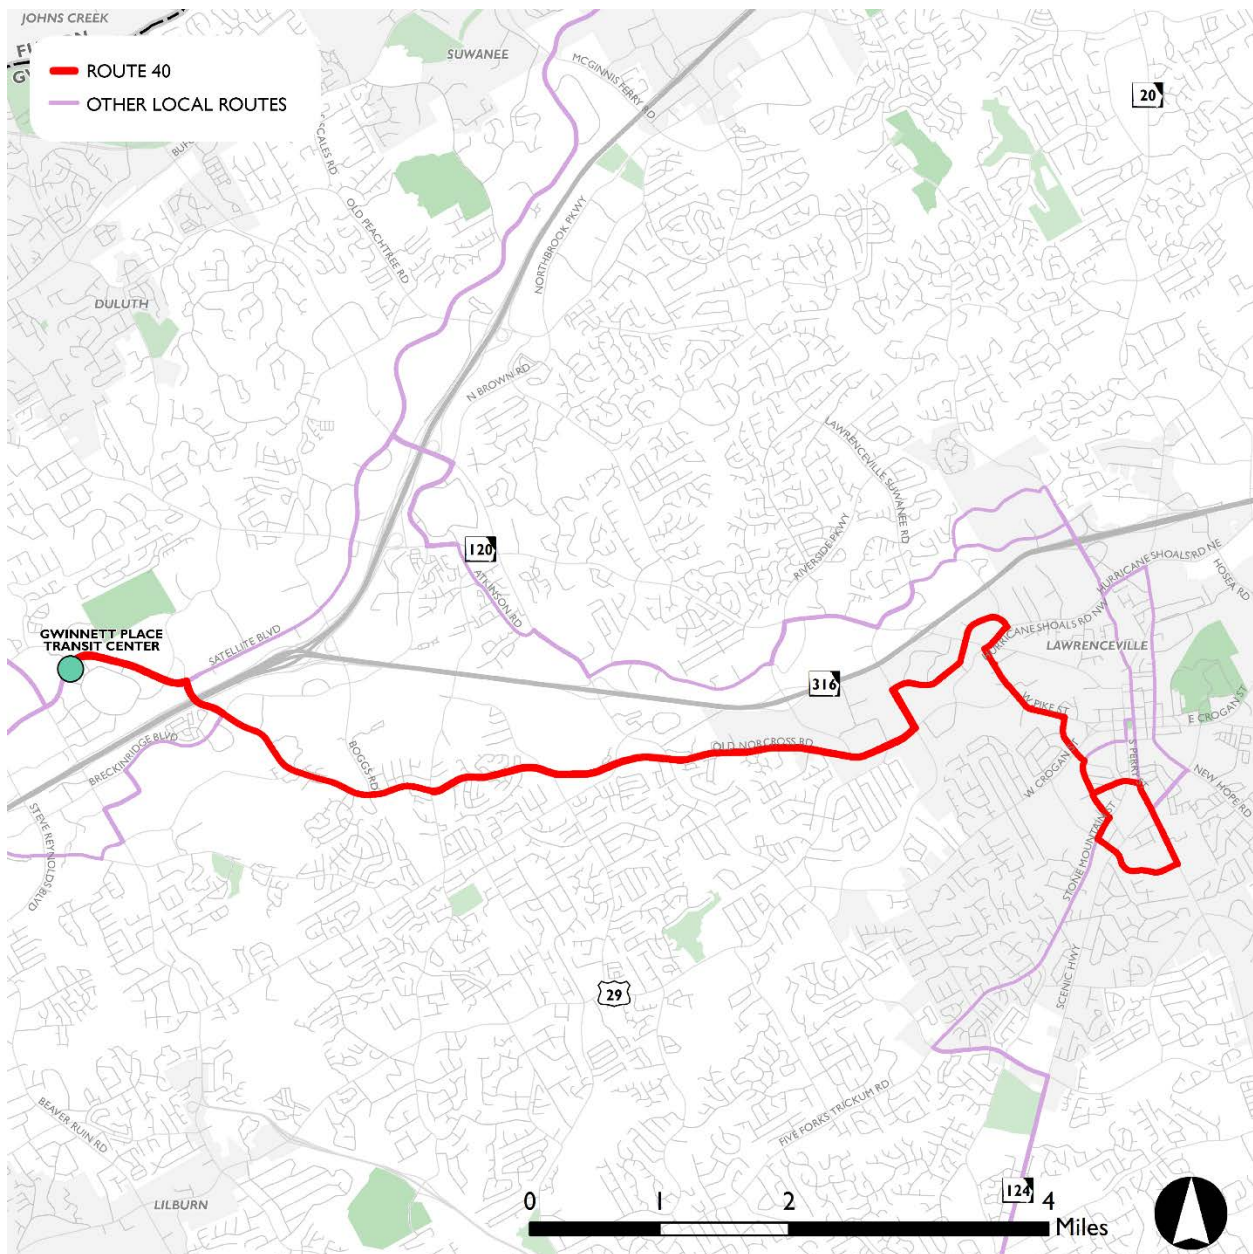 JOHNS CREEK
SUWANEE
MCGINNIS FERRY RD
20
ROUTE 40
OTHER LOCAL ROUTES
SCALES RD
OLD PEACHTREE RD
NORTHBROOK PKWY
DULUTH
N BROWN RD
LAWRENCEVILLE SUWANEE RD
RIVERSIDE PKWY
120
ATKINSON RD
HURRICANE SHOALS RD NE
HOSEA RD
GWINNETT PLACE
TRANSIT CENTER
SATELLITE BLVD
HURRICANE SHOALS RD NW
LAWRENCEVILLE
316
W PIKE ST
E CROGAN ST
BRECKINRIDGE BLVD
BOGGS RD
OLD NORCROSS RD
W CROGAN ST
S PERRY
NEW HOPE RD
STEVE REYNOLDS BLVD
STONE MOUNTAIN ST
SCENIC HWY
29
BEAVER RUIN RD
FIVE FORKS TRICKUM RD
LILBURN
124
0 1 2 4
Miles